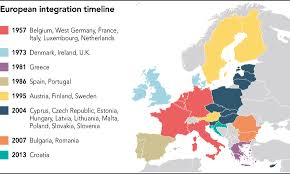 European integration timeline
1957 Belgium, West Germany, France,
Italy, Luxembourg, Netherlands
1973 Denmark, Ireland, U.K.
1981 Greece
1986 Spain, Portugal
1995 Austria, Finland, Sweden
2004 Cyprus, Czech Republic, Estonia,
Hungary, Latvia, Lithuania, Malta,
Poland, Slovakia, Slovenia
2007 Bulgaria, Romania
2013 Croatia